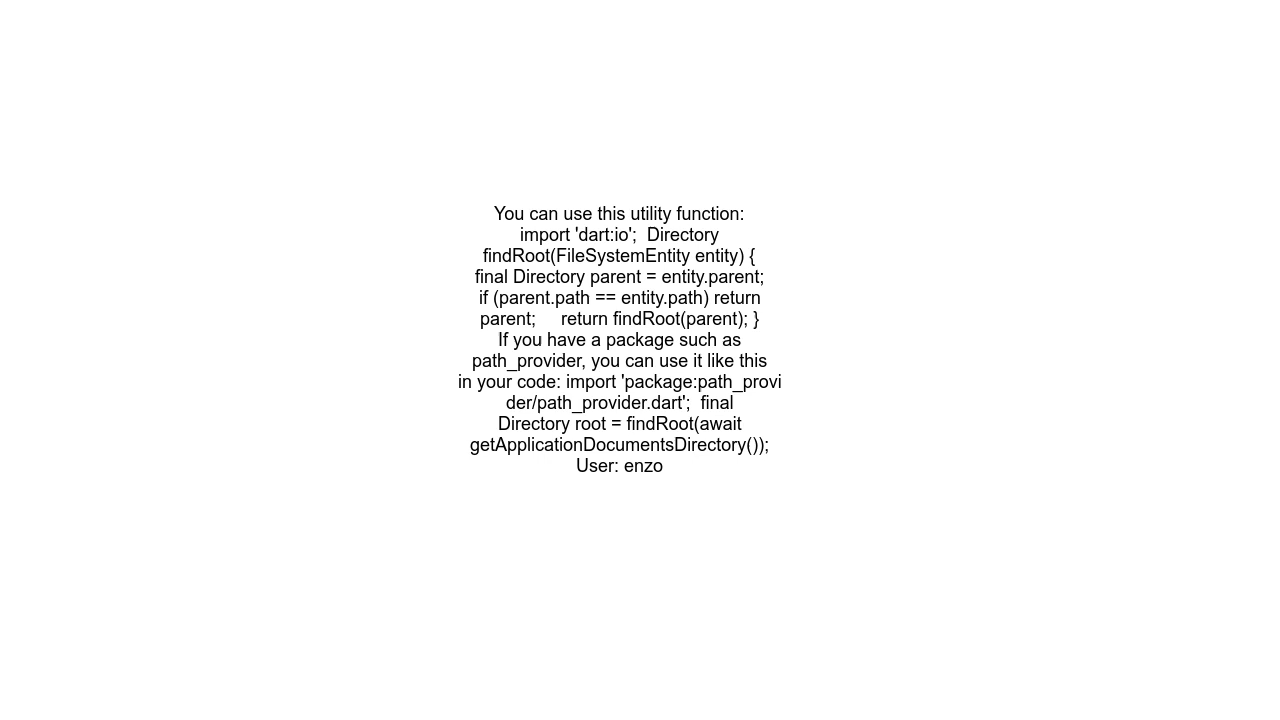 You can use this utility function:
import 'dart:io';  Directory
findRoot(FileSystemEntity entity) {
final Directory parent = entity.parent;
if (parent.path == entity.path) return
parent;     return findRoot(parent); }
If you have a package such as
path_provider, you can use it like this
in your code: import 'package:path_provi
der/path_provider.dart';  final
Directory root = findRoot(await
getApplicationDocumentsDirectory());
User: enzo